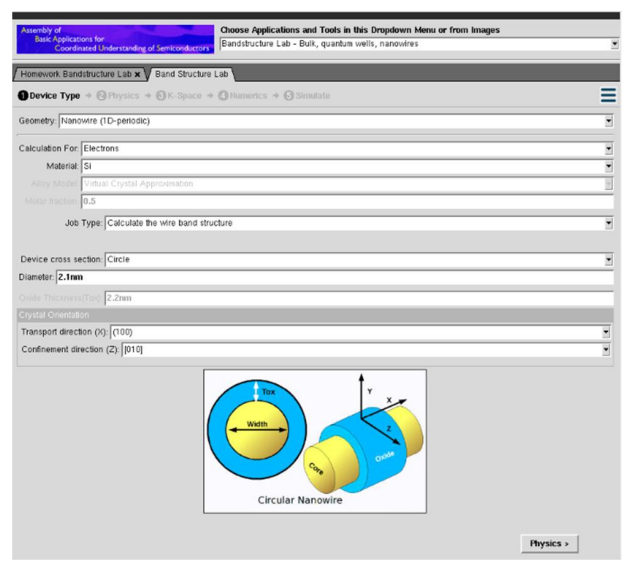 Assembly of
Basic Applications for
Coordinated Understanding of Semiconductors
Choose Applications and Tools in this Dropdown Menu or from Images
Bandstructure Lab - Bulk, quantum wells, nanowires
Homework Bandstructure Lab × Band Structure Lab
1 Device Type → 2 Physics → 3 K-Space → 4 Numerics → 5 Simulate
Geometry: Nanowire (1D-periodic)
Calculation For: Electrons
Material: Si
Alloy Model: Virtual Crystal Approximation
Mole fraction: 0.5
Job Type: Calculate the wire band structure
Device cross section: Circle
Diameter: 2.1nm
Oxide Thickness(Tox): 2.2nm
Crystal Orientation
Transport direction (X): (100)
Confinement direction (Z): [010]
Tox
Width
Y
X
Z
Oxide
Core
Circular Nanowire
Physics >